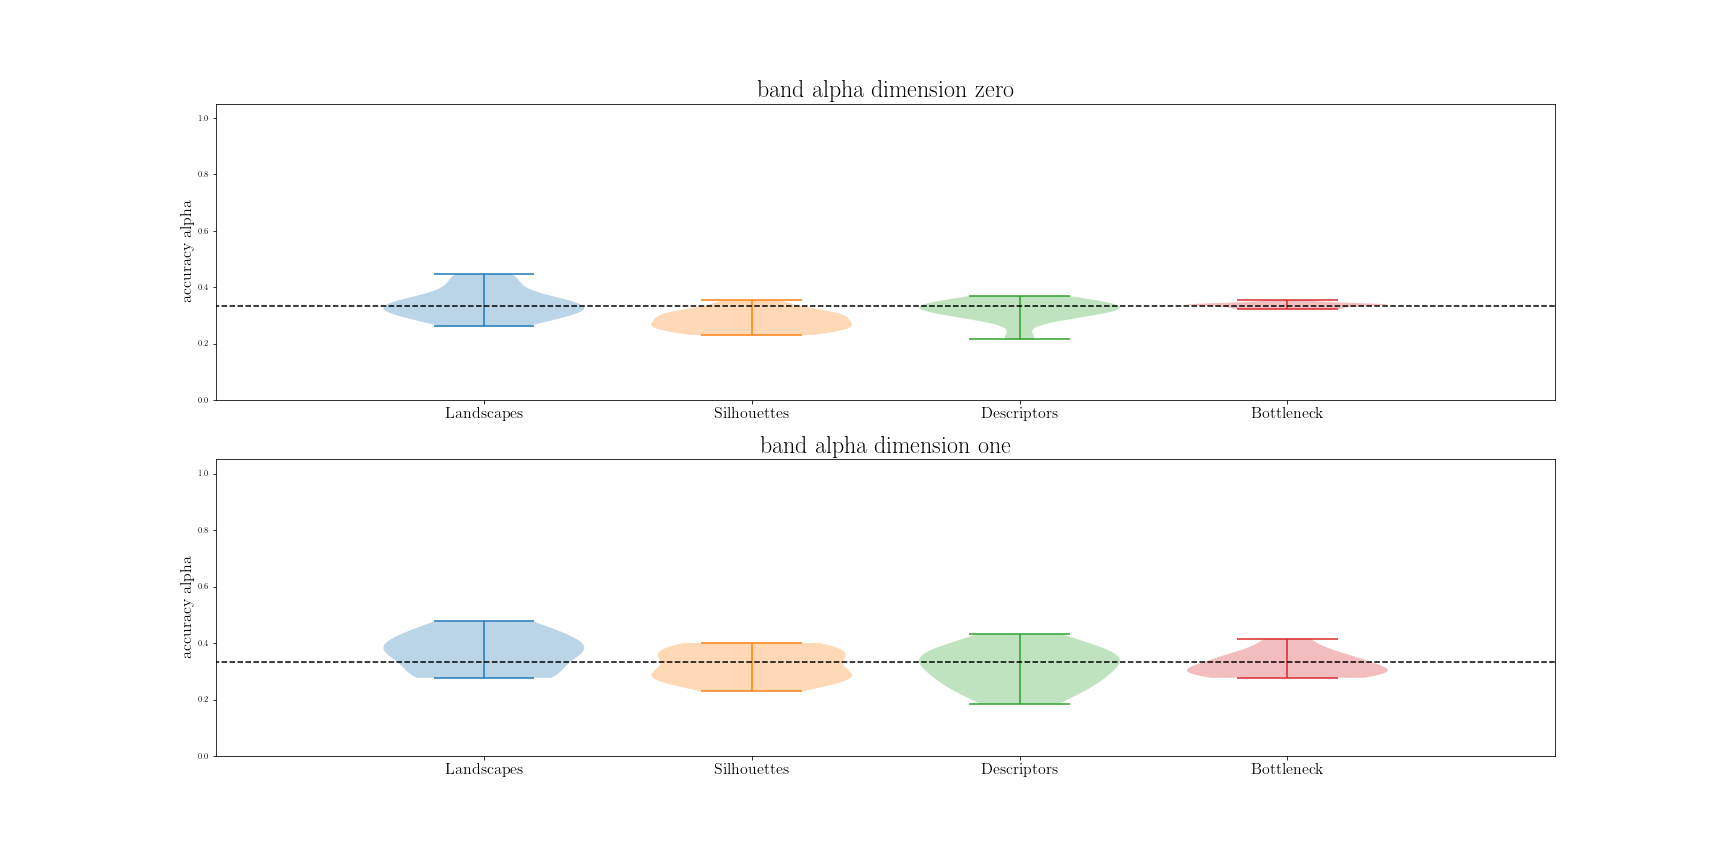 band alpha dimension zero
accuracy alpha
1.0
0.8
0.6
0.4
0.2
0.0
Landscapes Silhouettes Descriptors Bottleneck
band alpha dimension one
accuracy alpha
1.0
0.8
0.6
0.4
0.2
0.0
Landscapes Silhouettes Descriptors Bottleneck